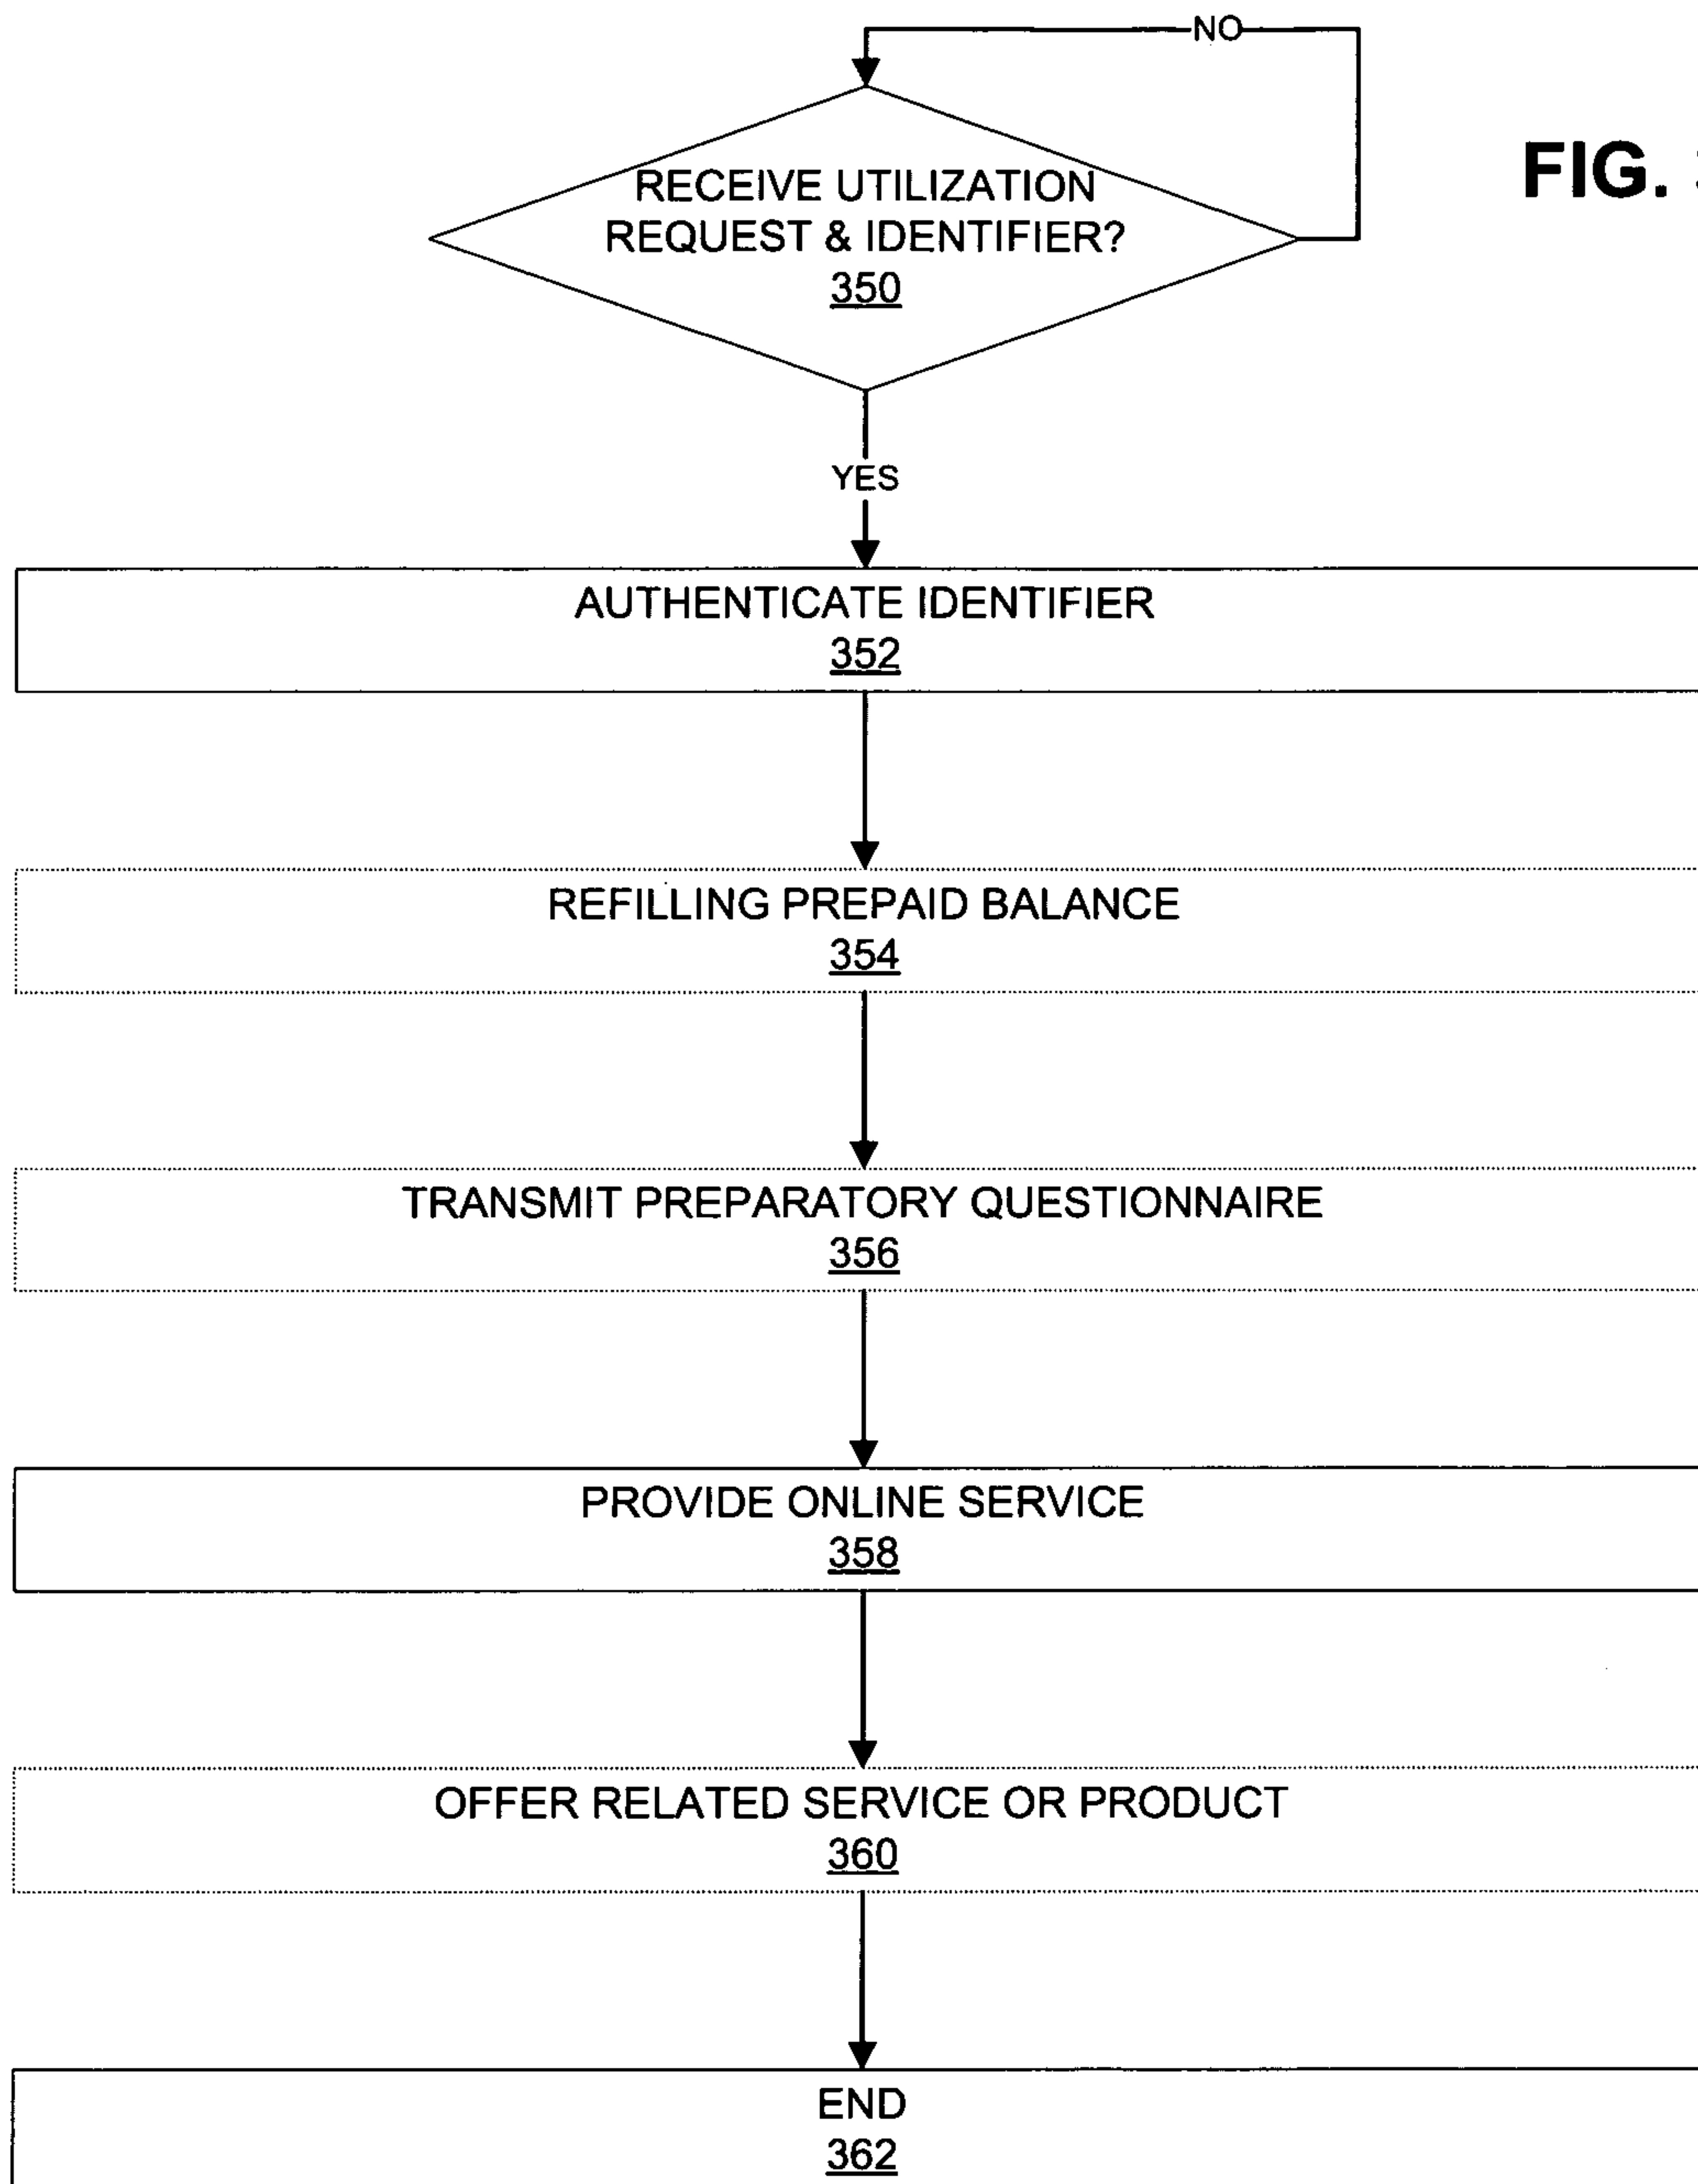 NO
FIG.
RECEIVE UTILIZATION
REQUEST & IDENTIFIER?
350
YES
AUTHENTICATE IDENTIFIER
352
REFILLING PREPAID BALANCE
354
TRANSMIT PREPARATORY QUESTIONNAIRE
356
PROVIDE ONLINE SERVICE
358
OFFER RELATED SERVICE OR PRODUCT
360
END
362